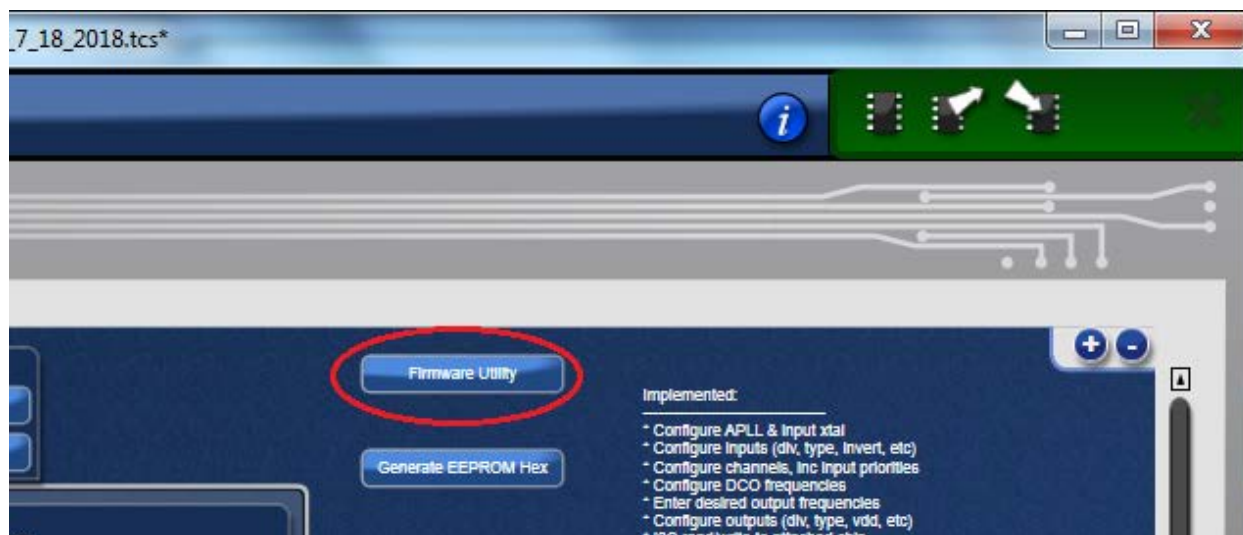 _7_18_2018.tcs*
i
Firmware Utility
Implemented:
* Configure APLL & Input xtal
* Configure Inputs (div, type, invert, etc)
Generate EEPROM Hex
* Configure channels, inc input priorities
* Configure DCO frequencies
* Enter desired output frequencies
* Configure outputs (div, type, vdd, etc)